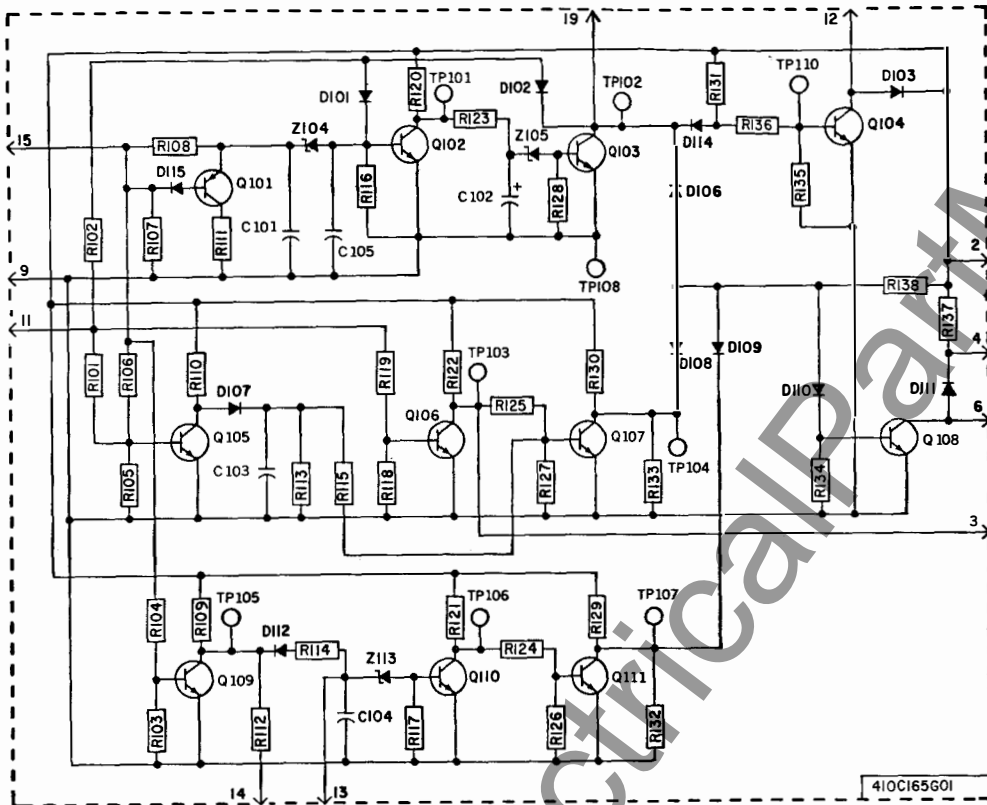 19
12
R120
TP101
D101
D102
TP102
R131
TP110
D103
R123
15
R108
Z104
Q102
Z105
Q103
D114
R136
Q104
D115
Q101
R116
C102
+
R128
D106
R135
R102
R107
R111
C101
C105
9
TP108
2
R138
R137
11
4
R101
R106
R110
R119
R122
TP103
R130
D108
D109
D110
D111
D107
R125
6
Q105
Q106
Q107
Q108
R105
C103
R113
R115
R118
R127
R133
TP104
R134
3
R104
R109
TP105
R121
TP106
R129
TP107
D112
R114
R124
Z113
Q109
Q110
Q111
R103
R112
C104
R117
R126
R132
14
13
410C165G01
ctricalPartM